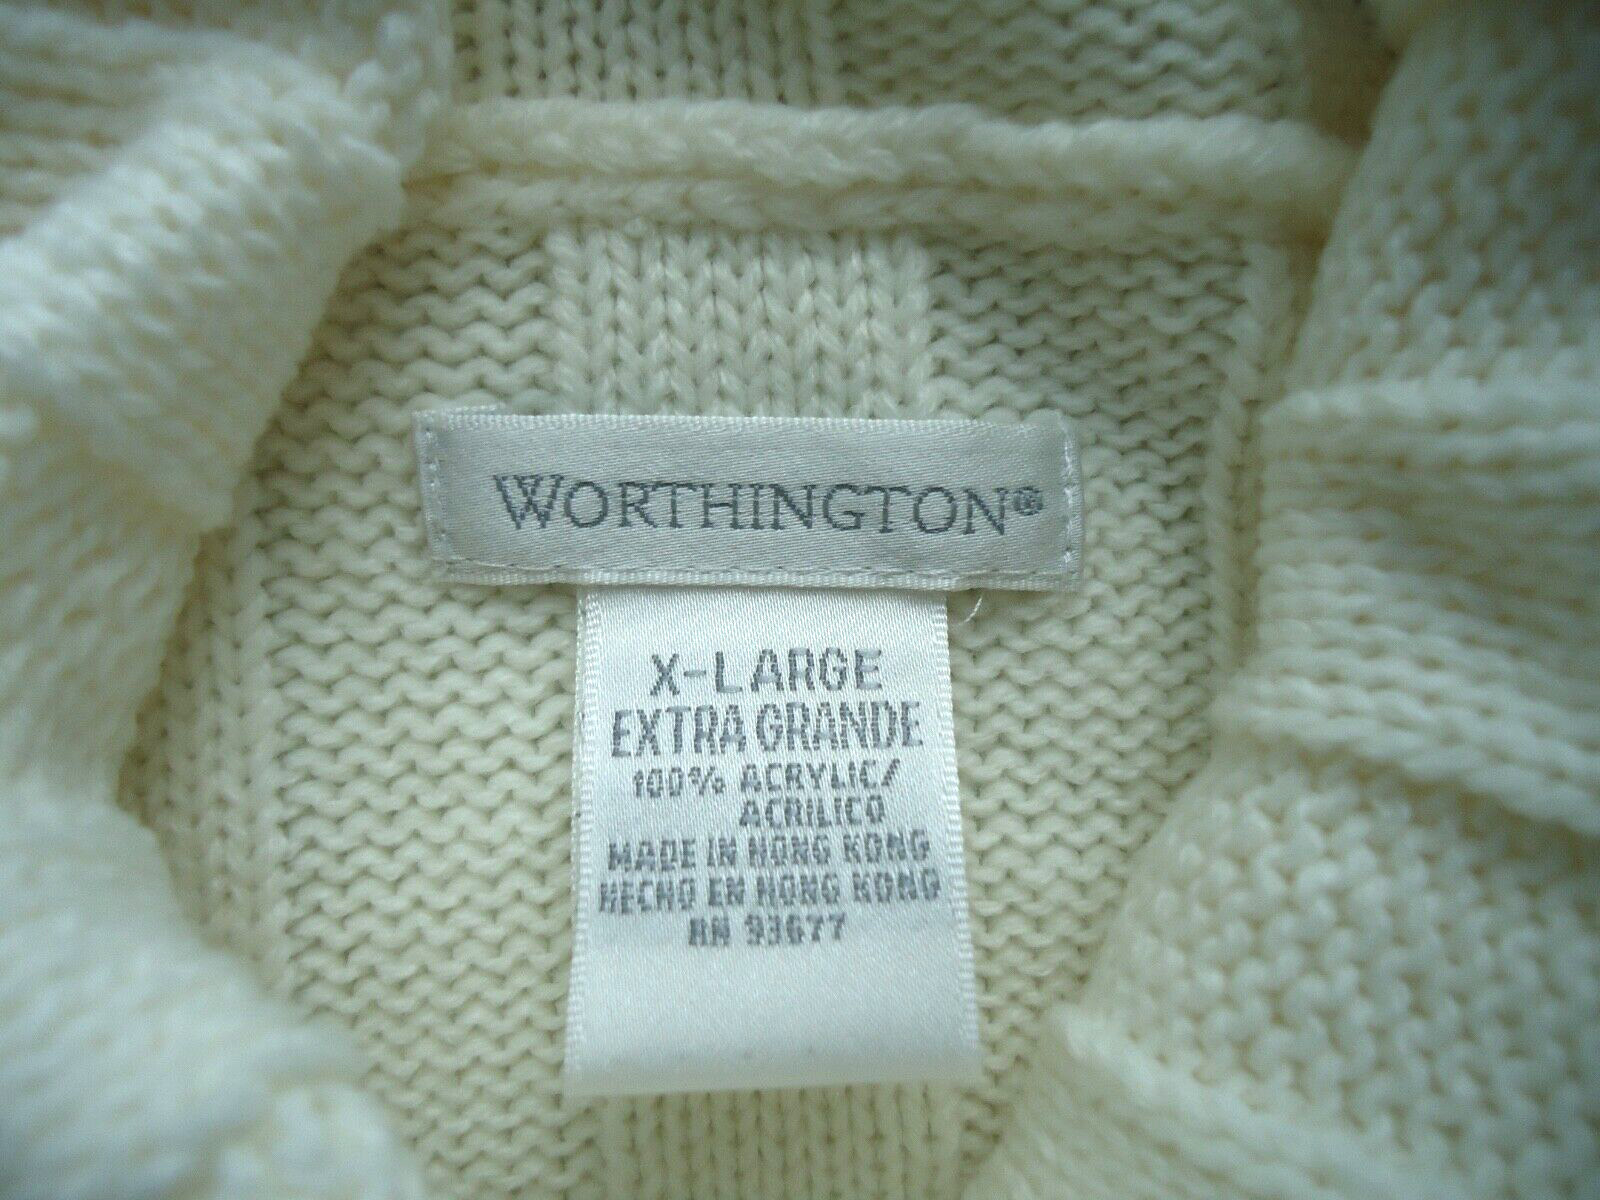 WORTHINGTON®
X-LARGE
EXTRA GRANDE
100% ACRYLIC/
ACRILICO
MADE IN HONG KONG
HECHO EN HONG KONG
RN 93677